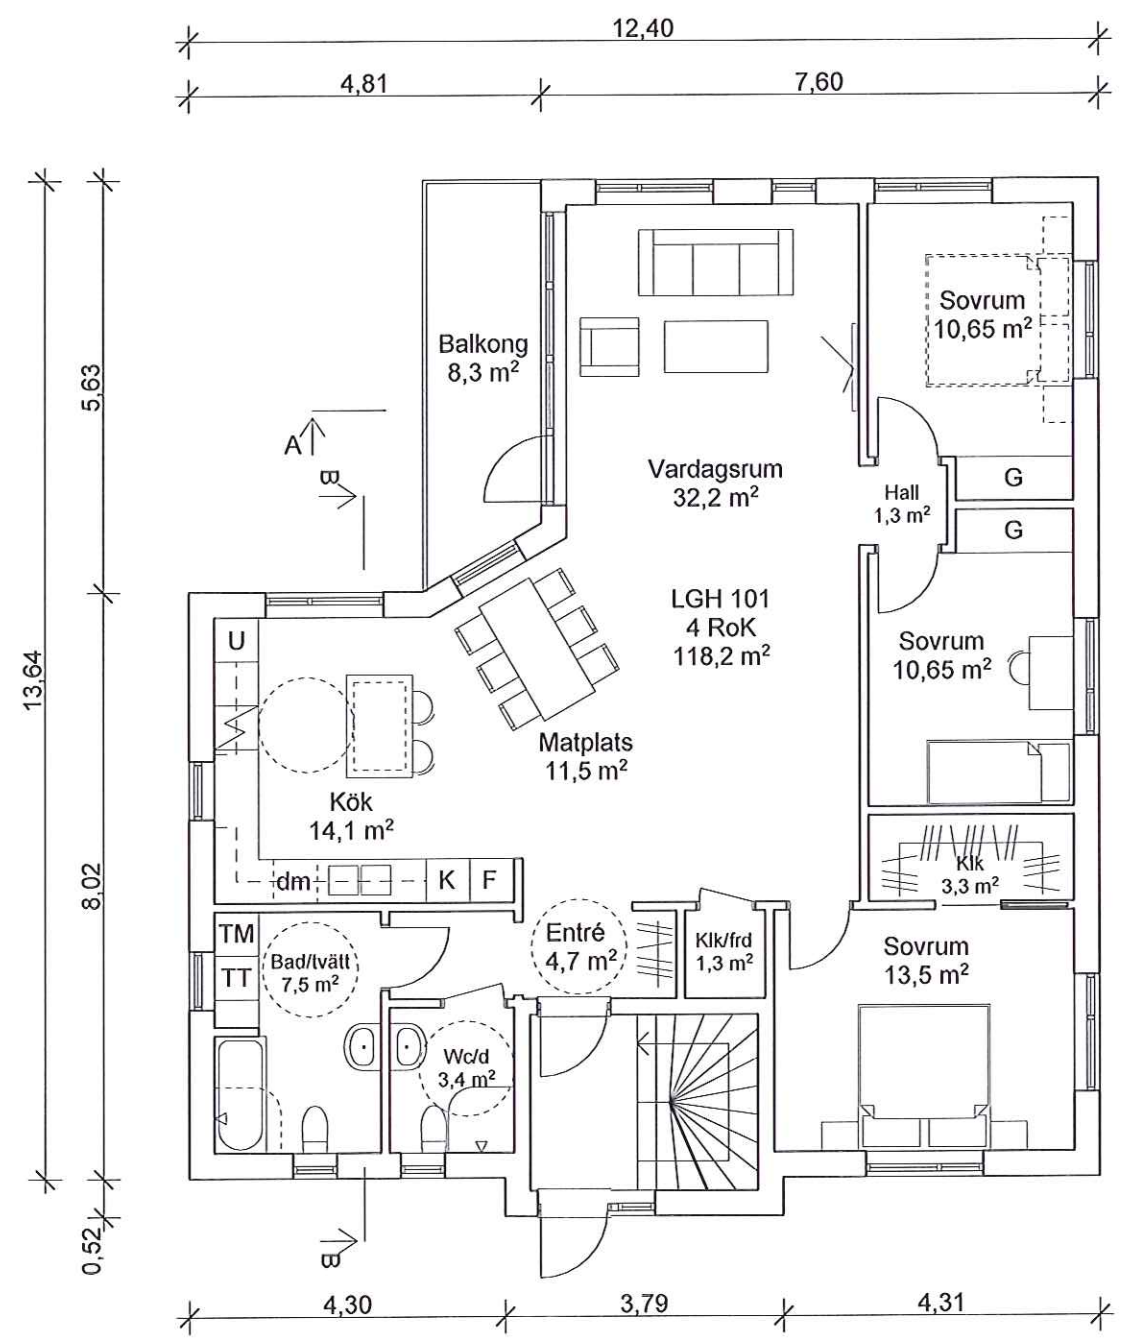 12,40
4,81
7,60
13,64
5,63
8,02
0,52
Balkong
8,3 m²
A
B
Sovrum
10,65 m²
Vardagsrum
32,2 m²
Hall
1,3 m²
G
G
LGH 101
4 RoK
118,2 m²
U
Sovrum
10,65 m²
Matplats
11,5 m²
Kök
14,1 m²
Klk
3,3 m²
dm
K
F
TM
TT
Bad/tvätt
7,5 m²
Entré
4,7 m²
Klk/frd
1,3 m²
Sovrum
13,5 m²
Wc/d
3,4 m²
B
4,30
3,79
4,31